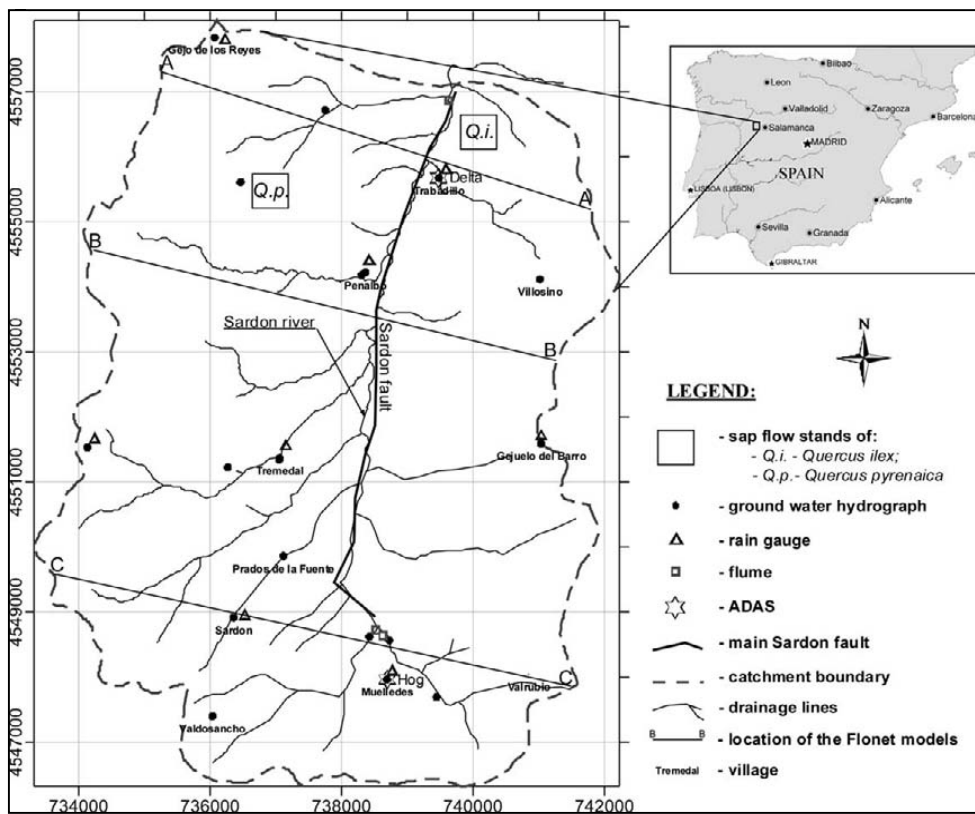 Gejo de los Reyes
A
Q.i.
Q.p.
Delta
Trabadillo
A
B
Penalbo
Villosino
Sardon river
Sardon fault
B
Tremedal
Gejuelo del Barro
Prados de la Fuente
C
Sardon
Muelledes
Hog
Valrubio
C
Valdosancho
4557000
4555000
4553000
4551000
4549000
4547000
734000
736000
738000
740000
742000
Bilbao
Leon
Valladolid
Zaragoza
Barcelona
Salamanca
MADRID
SPAIN
LISBOA (LISBON)
Alicante
Sevilla
Granada
GIBRALTAR
N
LEGEND:
- sap flow stands of:
- Q.i. - Quercus ilex;
- Q.p.- Quercus pyrenaica
- ground water hydrograph
- rain gauge
- flume
- ADAS
- main Sardon fault
- catchment boundary
- drainage lines
B B - location of the Flonet models
Tremedal - village